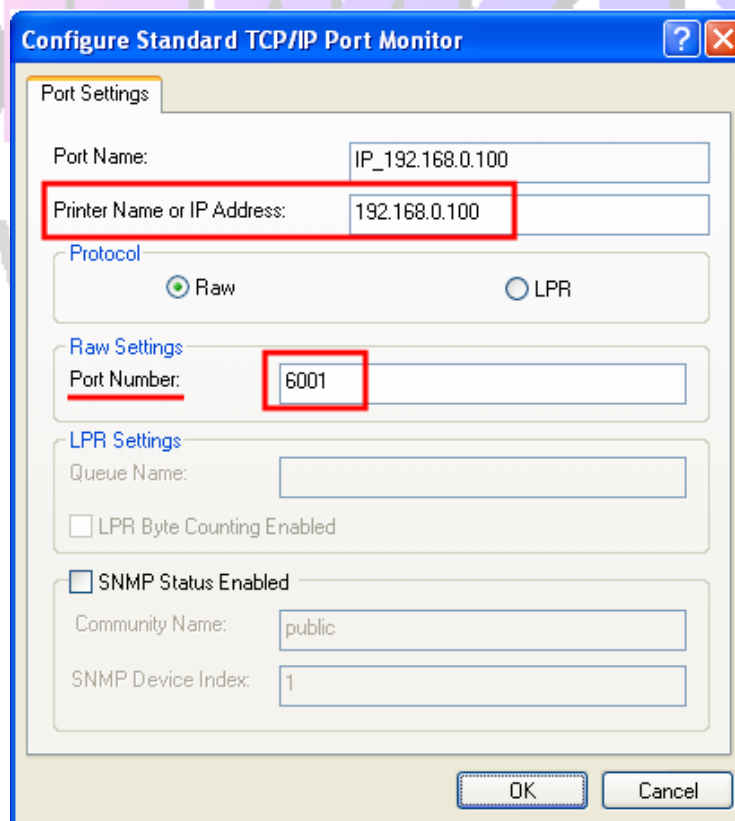 Configure Standard TCP/IP Port Monitor
Port Settings
Port Name: IP_192.168.0.100
Printer Name or IP Address: 192.168.0.100
Protocol
Raw LPR
Raw Settings
Port Number: 6001
LPR Settings
Queue Name:
LPR Byte Counting Enabled
SNMP Status Enabled
Community Name: public
SNMP Device Index: 1
OK Cancel